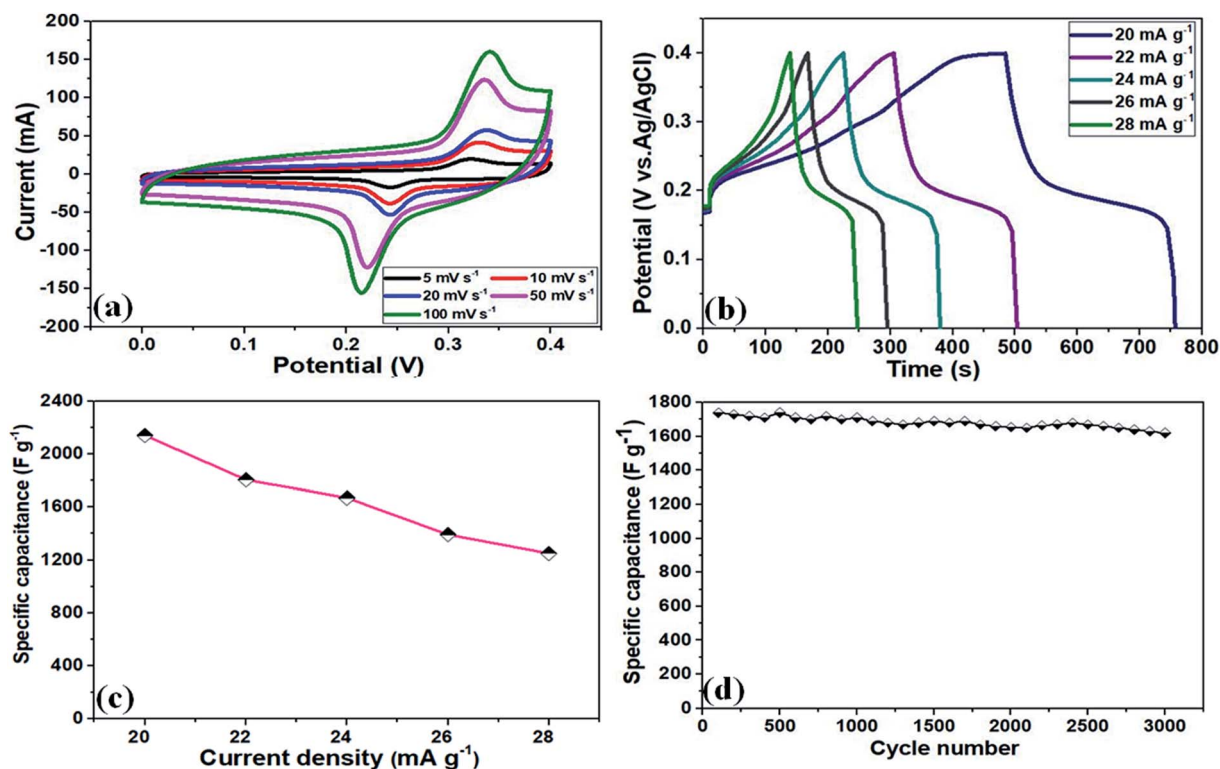 200
150
100
50
0
-50
-100
-150
-200
Current (mA)
0.0 0.1 0.2 0.3 0.4
Potential (V)
5 mV s⁻¹ 10 mV s⁻¹
20 mV s⁻¹ 50 mV s⁻¹
100 mV s⁻¹
(a)
0.4
0.3
0.2
0.1
0.0
Potential (V vs.Ag/AgCl)
0 100 200 300 400 500 600 700 800
Time (s)
20 mA g⁻¹
22 mA g⁻¹
24 mA g⁻¹
26 mA g⁻¹
28 mA g⁻¹
(b)
2400
2000
1600
1200
800
400
0
Specific capacitance (F g⁻¹)
20 22 24 26 28
Current density (mA g⁻¹)
(c)
1800
1600
1400
1200
1000
800
600
400
200
0
Specific capacitance (F g⁻¹)
0 500 1000 1500 2000 2500 3000
Cycle number
(d)